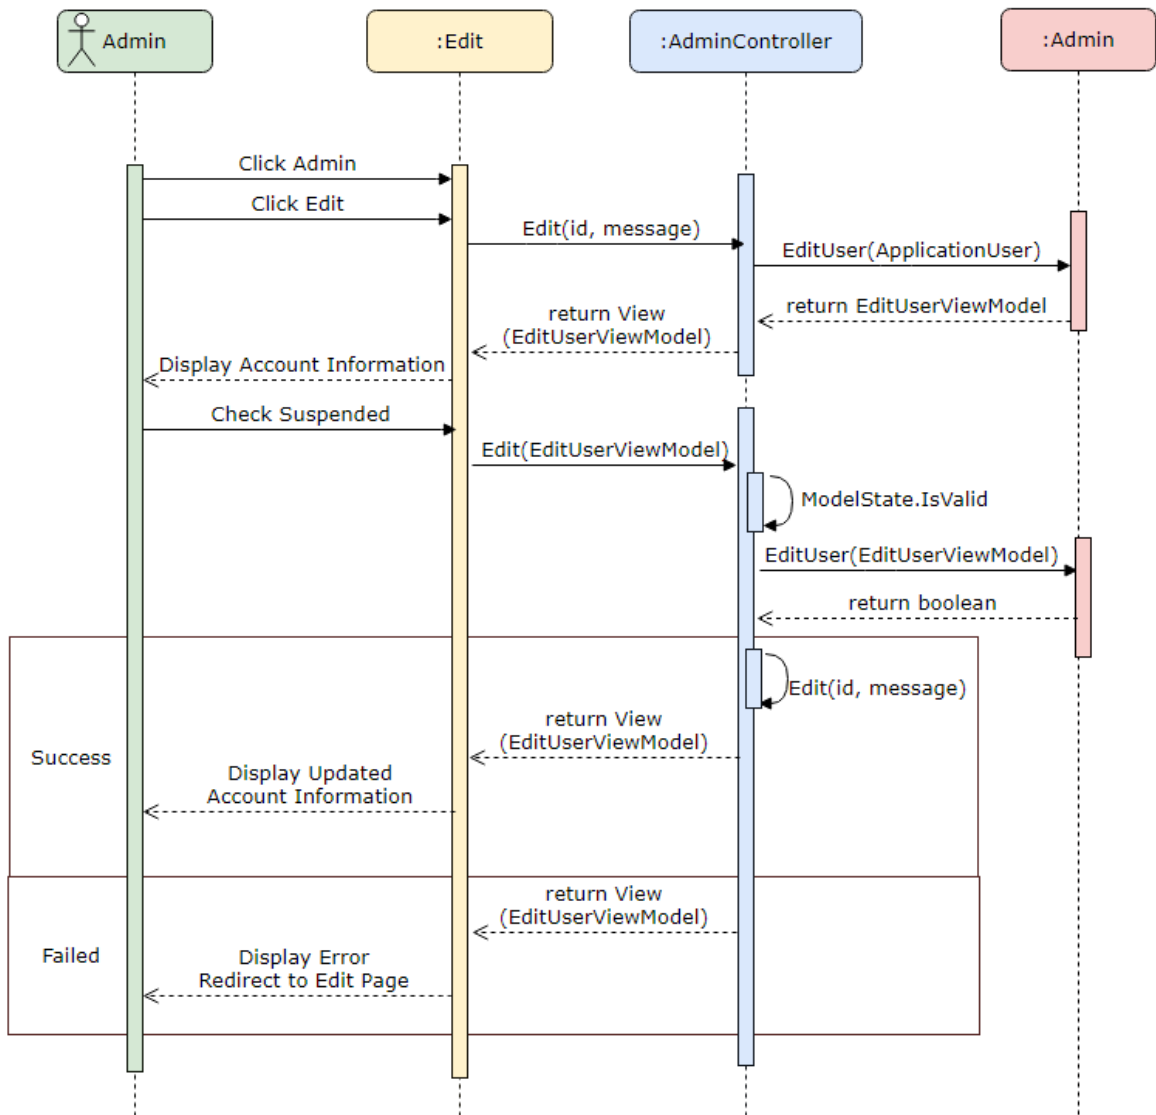 Admin
:Edit
:AdminController
:Admin
Click Admin
Click Edit
Edit(id, message)
EditUser(ApplicationUser)
return EditUserViewModel
return View
(EditUserViewModel)
Display Account Information
Check Suspended
Edit(EditUserViewModel)
ModelState.IsValid
EditUser(EditUserViewModel)
return boolean
Edit(id, message)
return View
(EditUserViewModel)
Success
Display Updated
Account Information
return View
(EditUserViewModel)
Failed
Display Error
Redirect to Edit Page